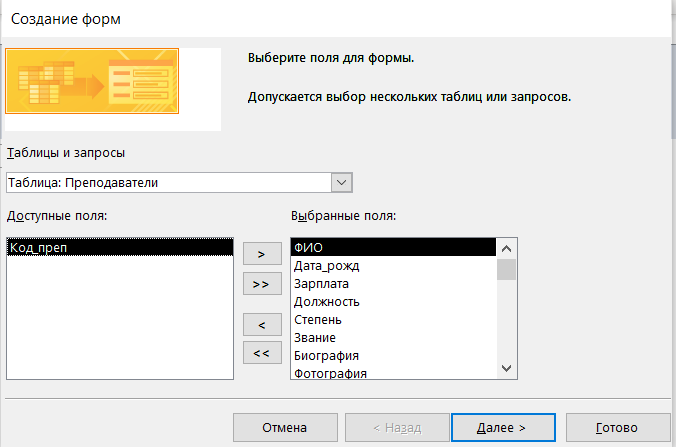 Создание форм
Выберите поля для формы.
Допускается выбор нескольких таблиц или запросов.
Таблицы и запросы
Таблица: Преподаватели
Доступные поля:
Выбранные поля:
Код_преп
>
>>
<
<<
ФИО
Дата_рожд
Зарплата
Должность
Степень
Звание
Биография
Фотография
Отмена
< Назад
Далее >
Готово